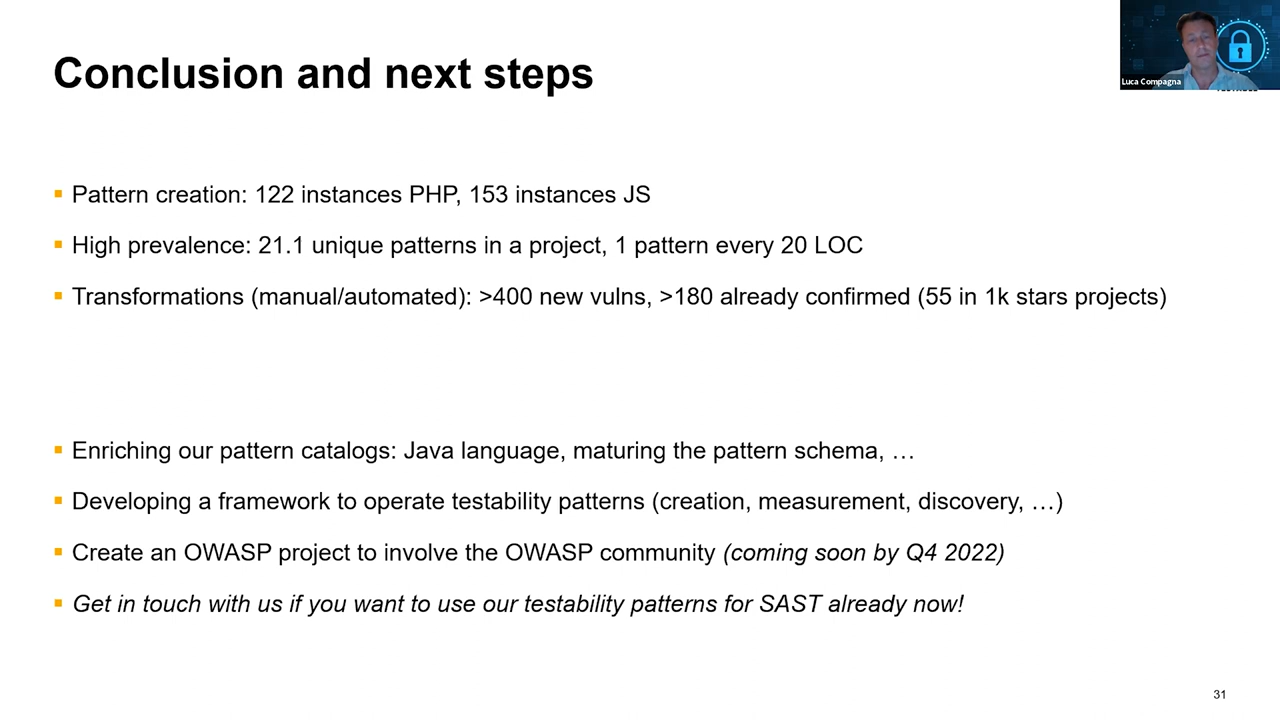 Conclusion and next steps
Luca Compagna
▪ Pattern creation: 122 instances PHP, 153 instances JS
▪ High prevalence: 21.1 unique patterns in a project, 1 pattern every 20 LOC
▪ Transformations (manual/automated): >400 new vulns, >180 already confirmed (55 in 1k stars projects)
▪ Enriching our pattern catalogs: Java language, maturing the pattern schema, …
▪ Developing a framework to operate testability patterns (creation, measurement, discovery, …)
▪ Create an OWASP project to involve the OWASP community (coming soon by Q4 2022)
▪ Get in touch with us if you want to use our testability patterns for SAST already now!
31